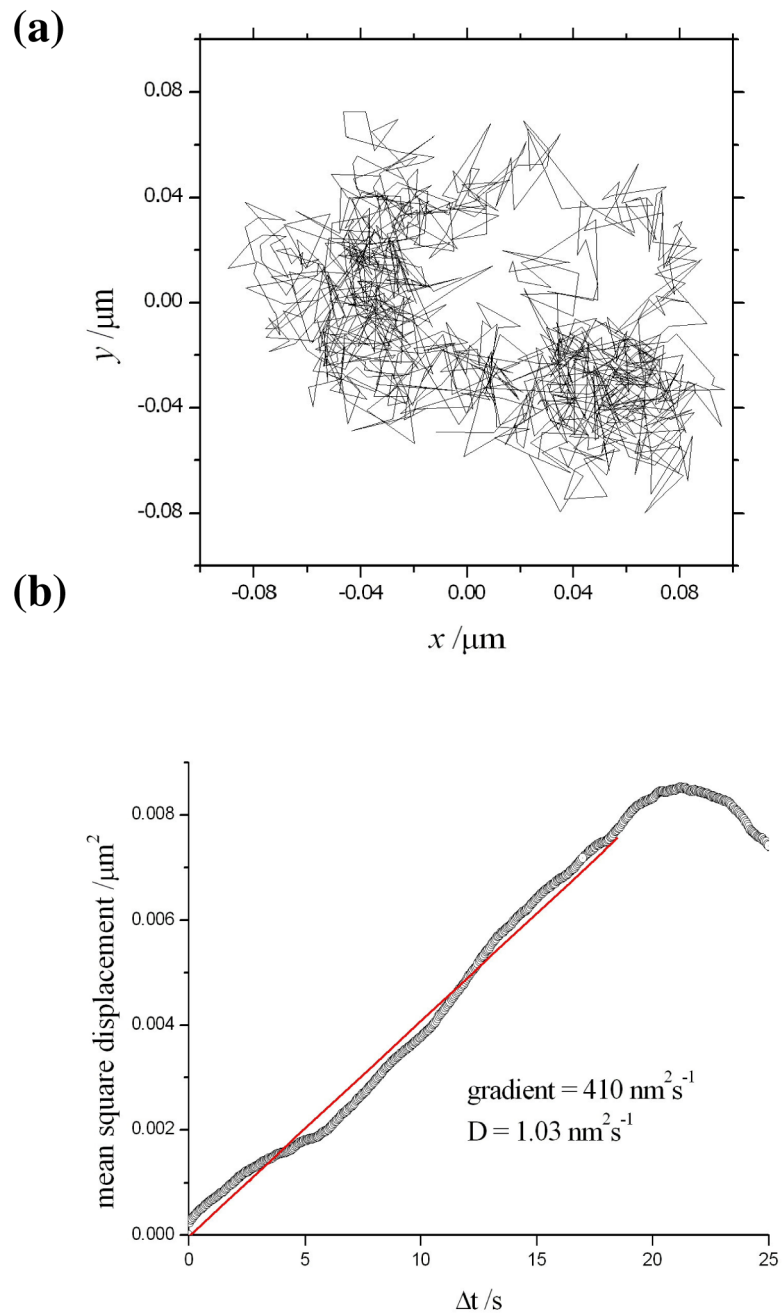 (a)
0.08
0.04
0.00
-0.04
-0.08
y /μm
-0.08 -0.04 0.00 0.04 0.08
x /μm
(b)
0.008
0.006
0.004
0.002
0.000
mean square displacement /μm²
gradient = 410 nm²s⁻¹
D = 1.03 nm²s⁻¹
0 5 10 15 20 25
Δt /s